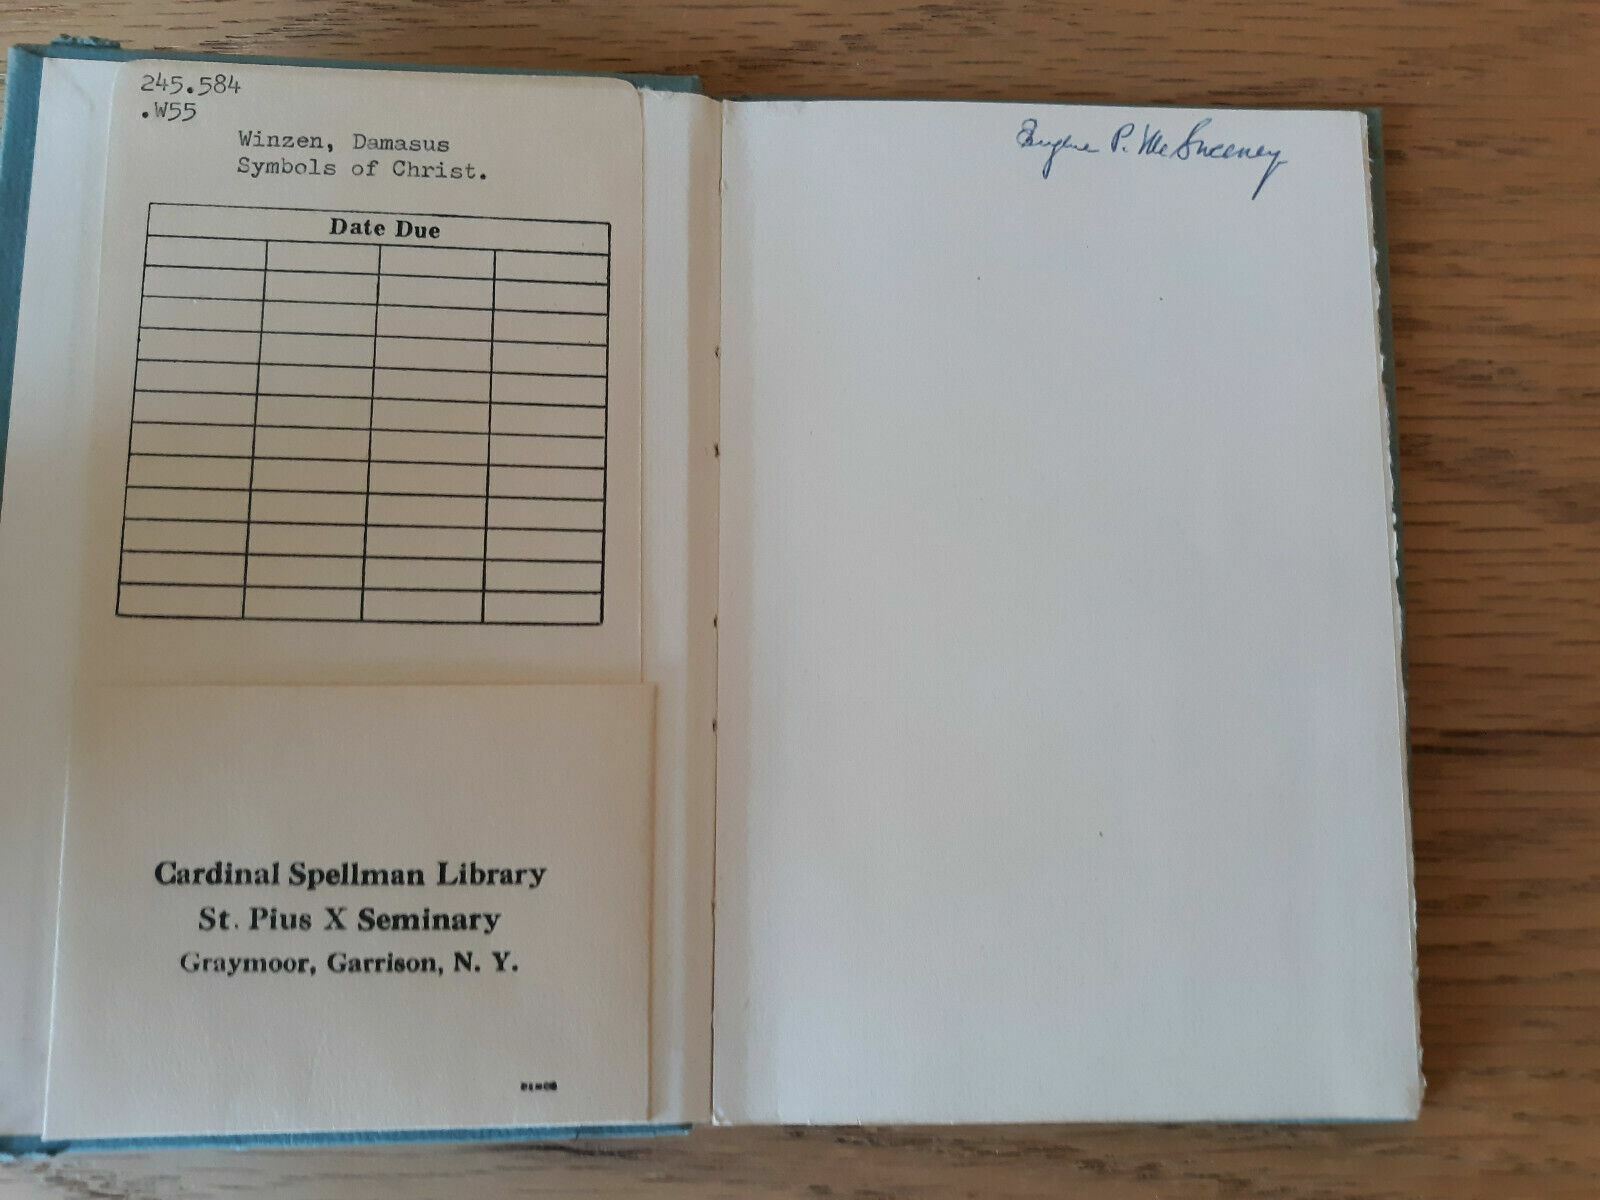 245.584
.W55
Winzen, Damasus
Symbols of Christ.
Date Due
Cardinal Spellman Library
St. Pius X Seminary
Graymoor, Garrison, N. Y.
Eugene P. McSweeney